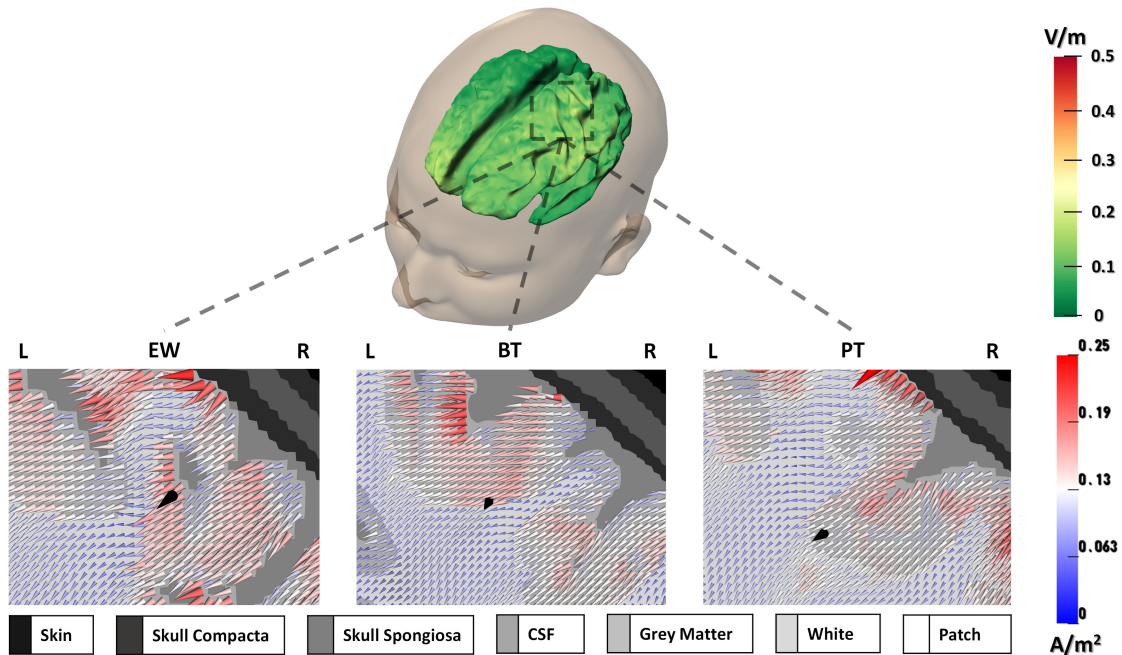 V/m
0.5
0.4
0.3
0.2
0.1
0
L EW R
L BT R
L PT R
0.25
0.19
0.13
0.063
0
A/m²
Skin
Skull Compacta
Skull Spongiosa
CSF
Grey Matter
White
Patch